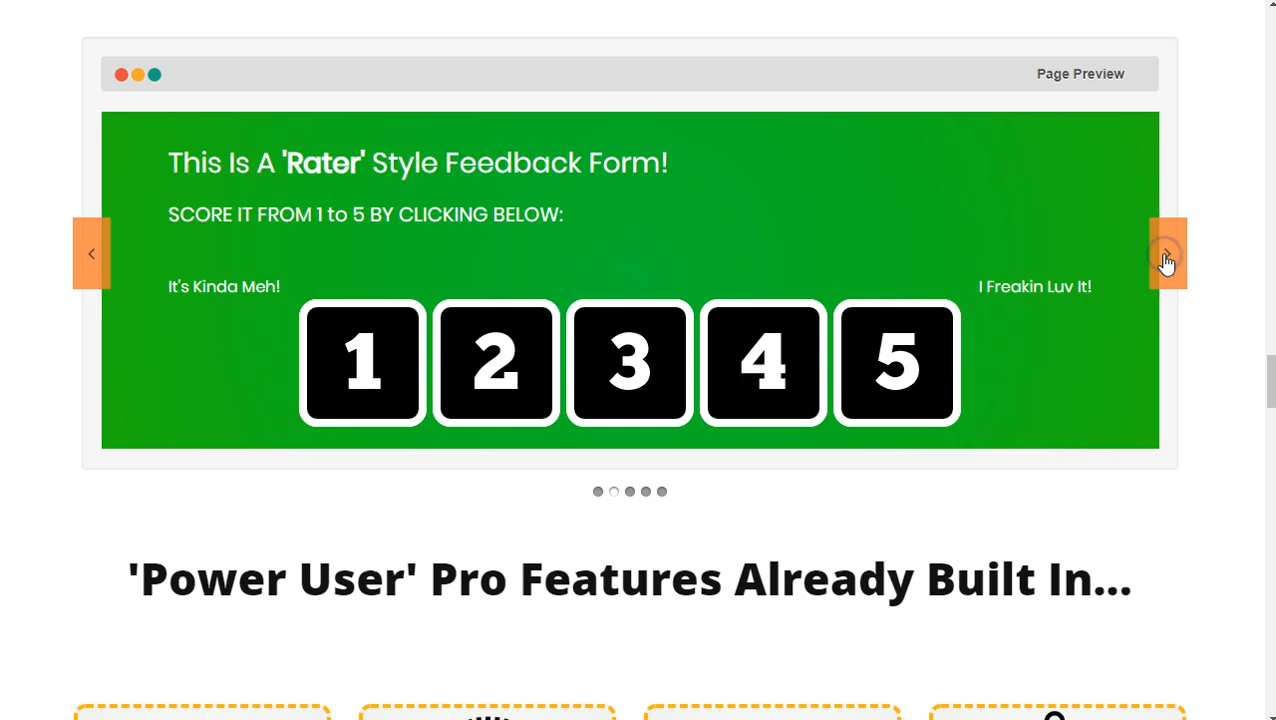 Page Preview
This Is A 'Rater' Style Feedback Form!
SCORE IT FROM 1 to 5 BY CLICKING BELOW:
It's Kinda Meh!
I Freakin Luv It!
1 2 3 4 5
'Power User' Pro Features Already Built In...